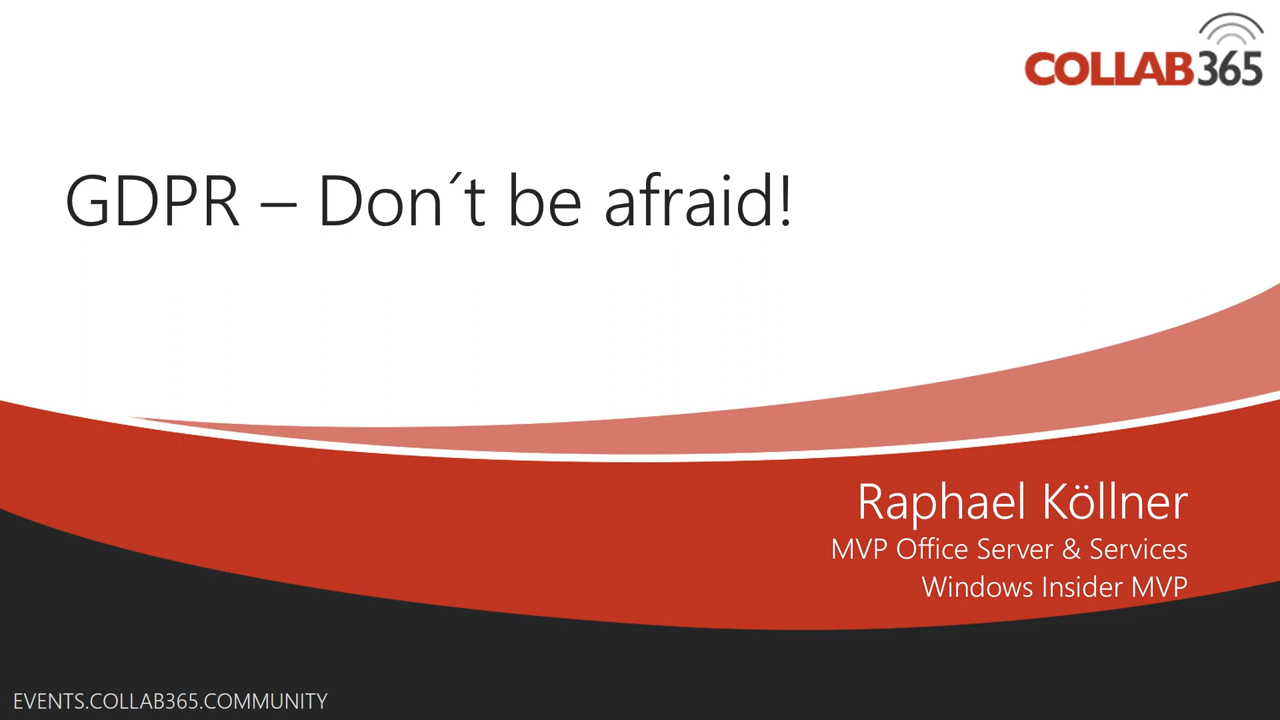 COLLAB365
GDPR – Don´t be afraid!
Raphael Köllner
MVP Office Server & Services
Windows Insider MVP
EVENTS.COLLAB365.COMMUNITY